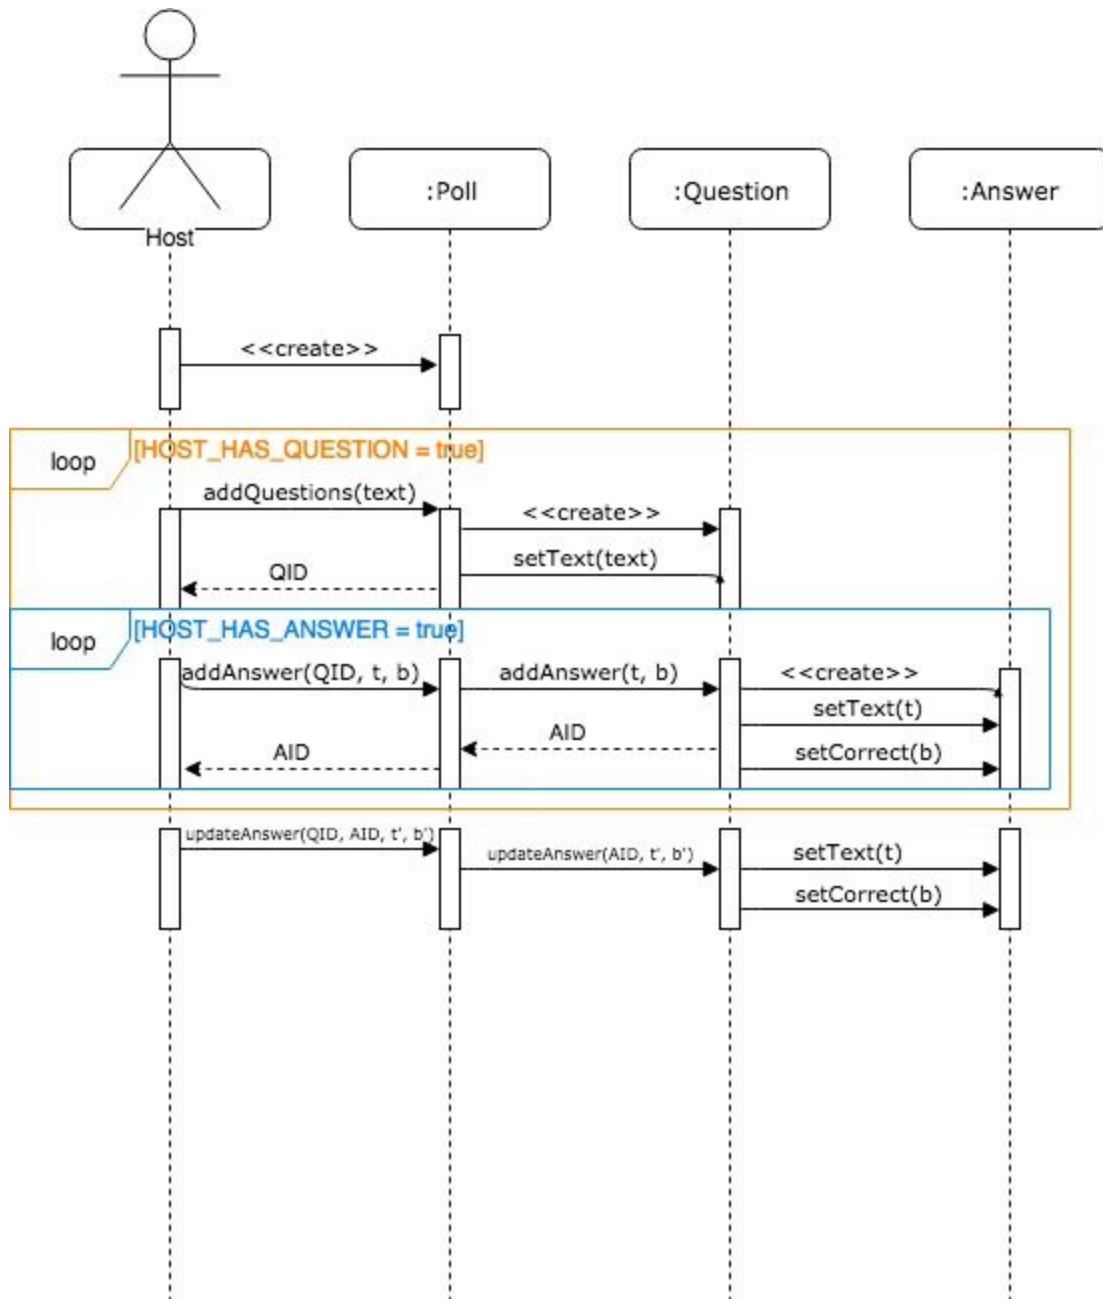 :Poll
:Question
:Answer
Host
<<create>>
loop
[HOST_HAS_QUESTION = true]
addQuestions(text)
<<create>>
setText(text)
QID
loop
[HOST_HAS_ANSWER = true]
addAnswer(QID, t, b)
addAnswer(t, b)
<<create>>
setText(t)
AID
AID
setCorrect(b)
updateAnswer(QID, AID, t', b')
updateAnswer(AID, t', b')
setText(t)
setCorrect(b)